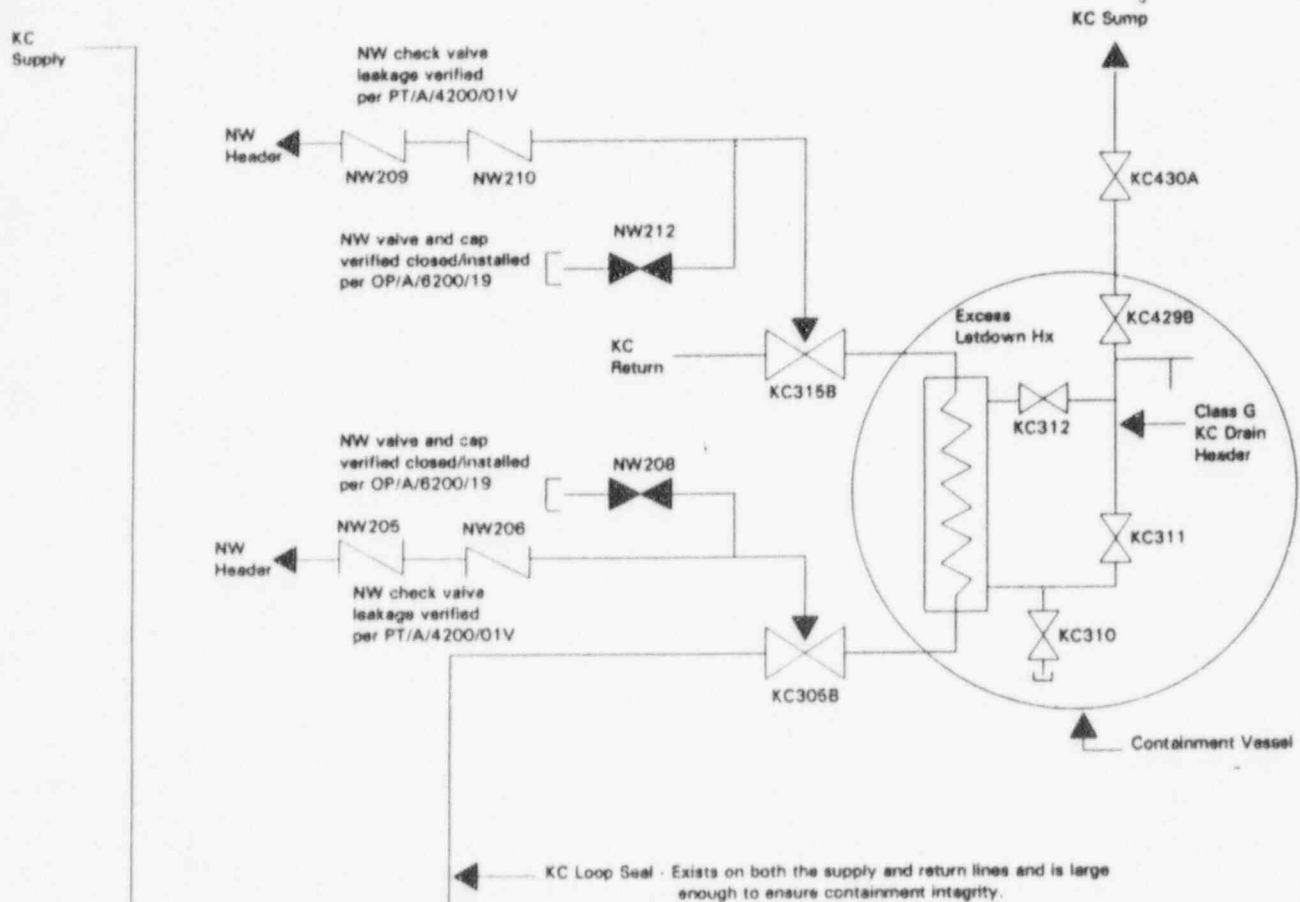 KC Sump
KC
Supply
NW check valve
leakage verified
per PT/A/4200/01V
NW
Header
NW209
NW210
KC430A
NW valve and cap
verified closed/installed
per OP/A/6200/19
NW212
Excess
Letdown Hx
KC429B
KC
Return
KC315B
KC312
Class G
KC Drain
Header
NW valve and cap
verified closed/installed
per OP/A/6200/19
NW208
NW205
NW206
KC311
NW
Header
NW check valve
leakage verified
per PT/A/4200/01V
KC310
KC305B
Containment Vessel
KC Loop Seal - Exists on both the supply and return lines and is large
enough to ensure containment integrity.